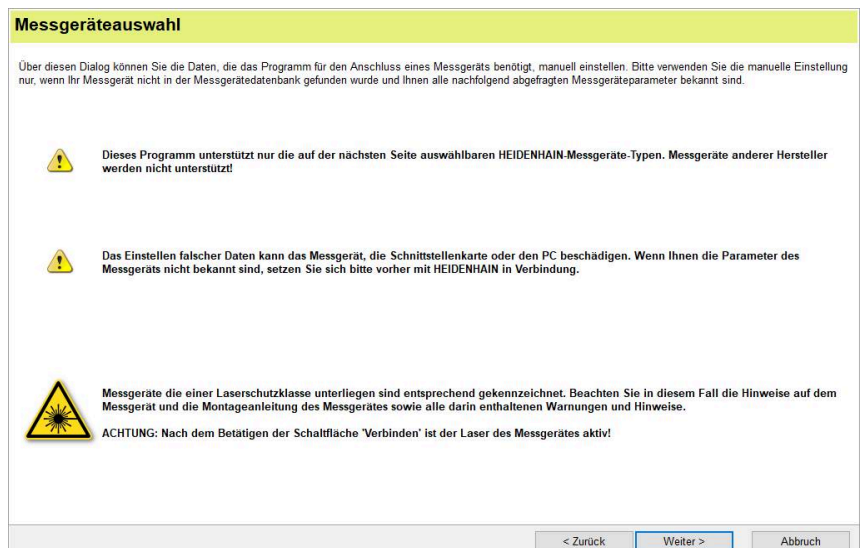 Messgeräteauswahl
Über diesen Dialog können Sie die Daten, die das Programm für den Anschluss eines Messgeräts benötigt, manuell einstellen. Bitte verwenden Sie die manuelle Einstellung
nur, wenn Ihr Messgerät nicht in der Messgerätedatenbank gefunden wurde und Ihnen alle nachfolgend abgefragten Messgeräteparameter bekannt sind.
Dieses Programm unterstützt nur die auf der nächsten Seite auswählbaren HEIDENHAIN-Messgeräte-Typen. Messgeräte anderer Hersteller
werden nicht unterstützt!
Das Einstellen falscher Daten kann das Messgerät, die Schnittstellenkarte oder den PC beschädigen. Wenn Ihnen die Parameter des
Messgeräts nicht bekannt sind, setzen Sie sich bitte vorher mit HEIDENHAIN in Verbindung.
Messgeräte die einer Laserschutzklasse unterliegen sind entsprechend gekennzeichnet. Beachten Sie in diesem Fall die Hinweise auf dem
Messgerät und die Montageanleitung des Messgerätes sowie alle darin enthaltenen Warnungen und Hinweise.
ACHTUNG: Nach dem Betätigen der Schaltfläche 'Verbinden' ist der Laser des Messgerätes aktiv!
< Zurück Weiter > Abbruch